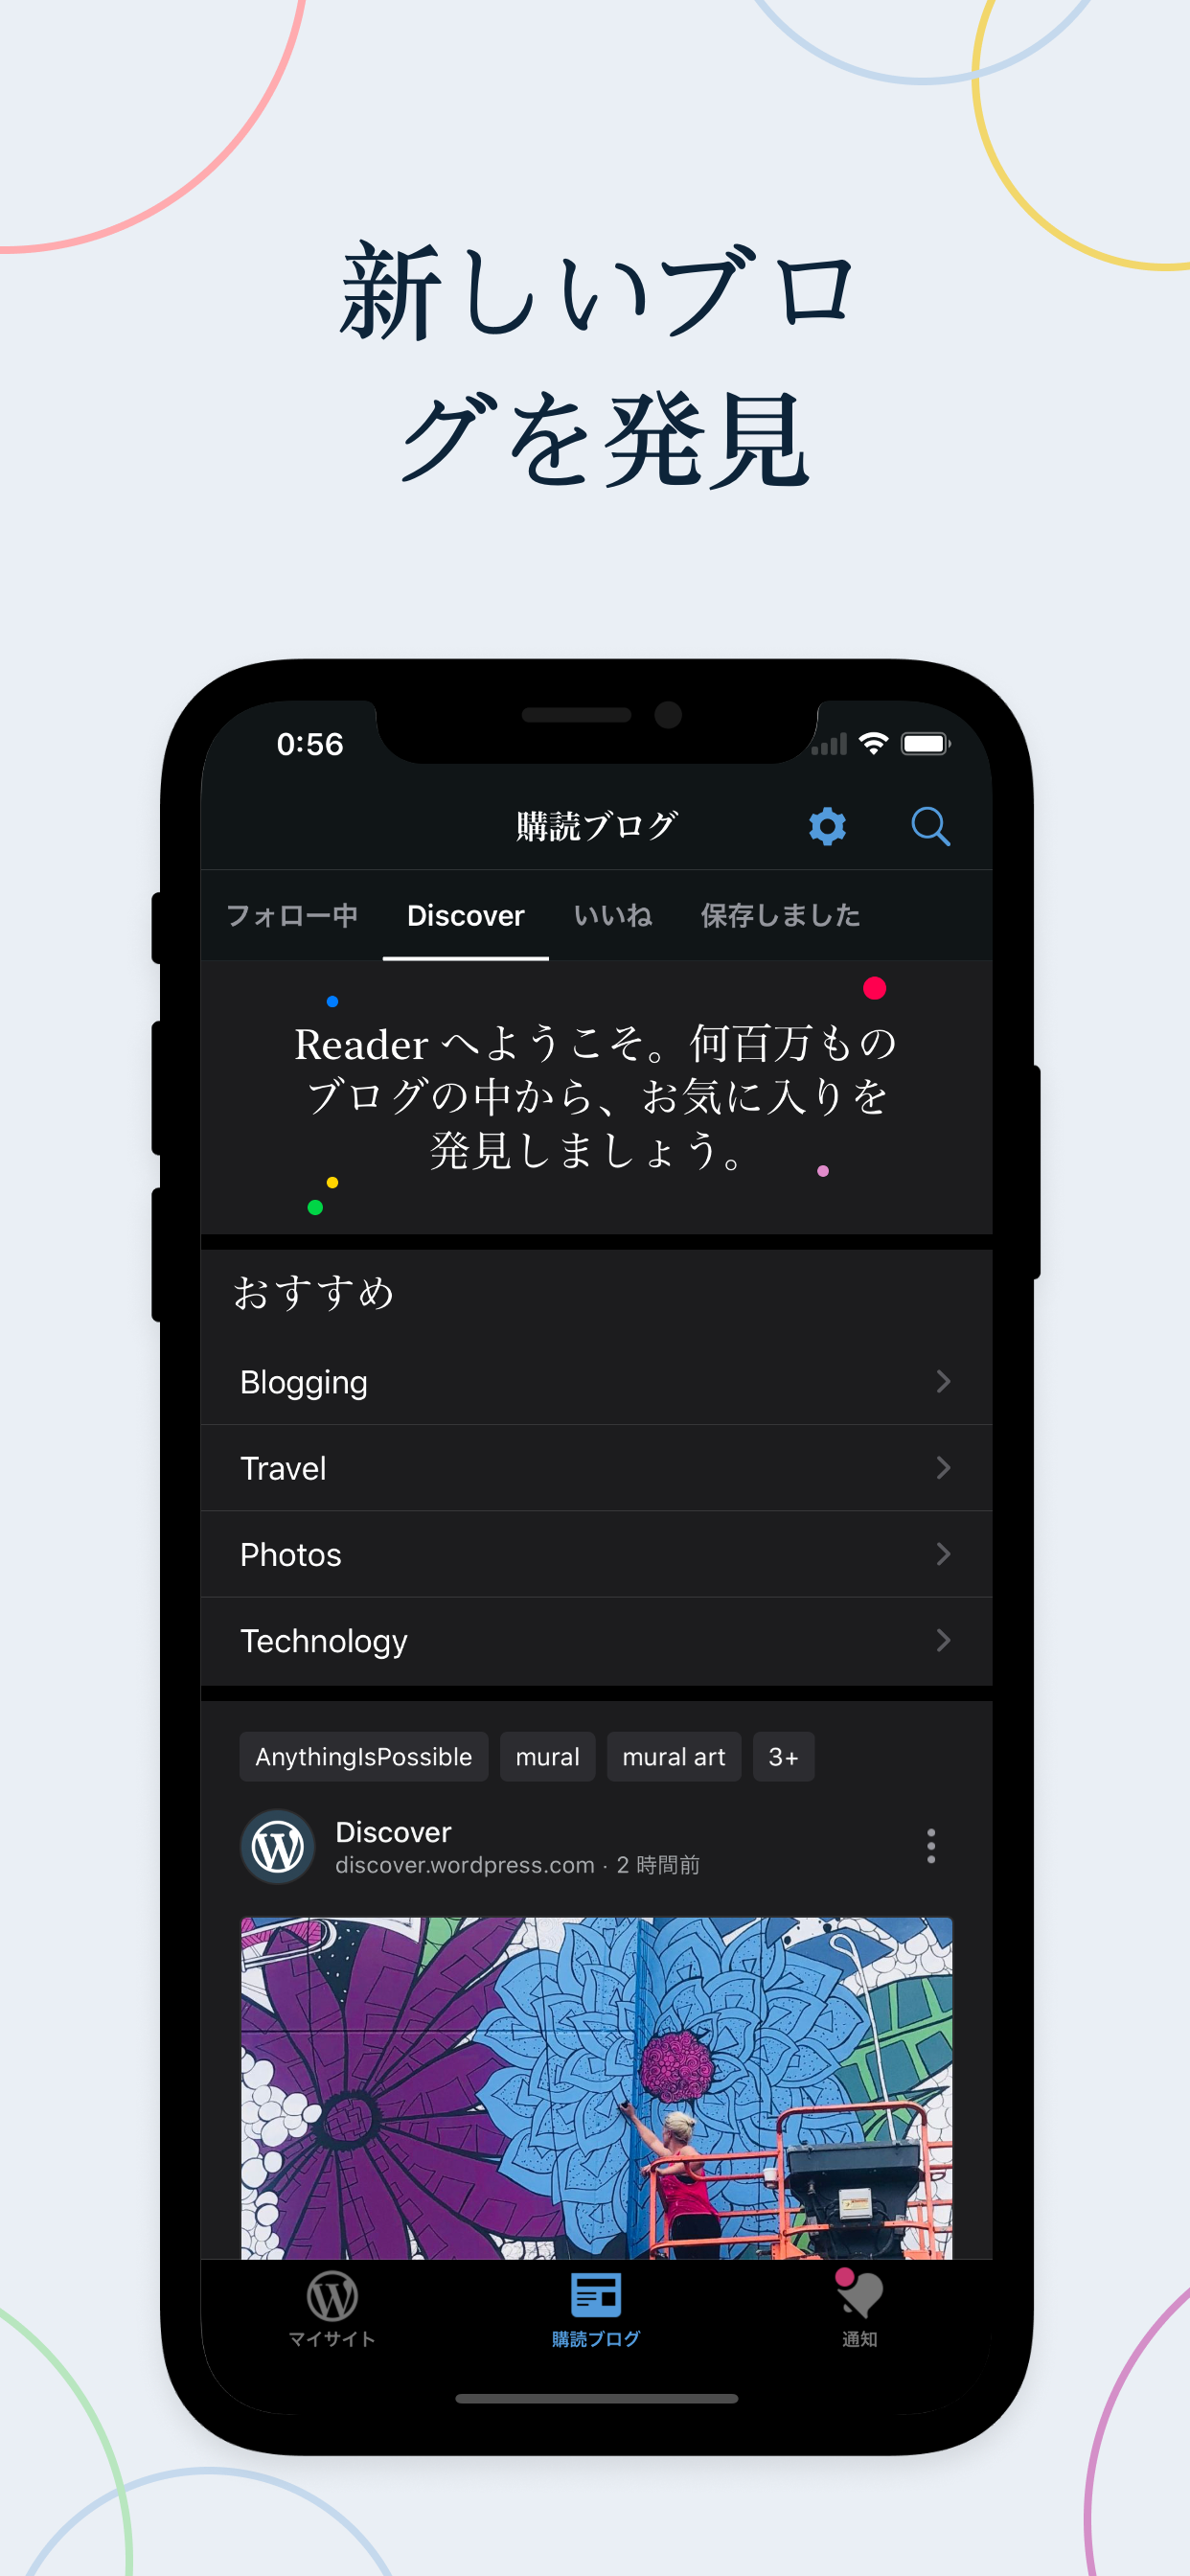 新しいブロ
グを発見
0:56
購読ブログ
フォロー中 Discover いいね 保存しました
Reader へようこそ。何百万もの
ブログの中から、お気に入りを
発見しましょう。
おすすめ
Blogging
Travel
Photos
Technology
AnythingIsPossible mural mural art 3+
Discover
discover.wordpress.com · 2 時間前
マイサイト 購読ブログ 通知